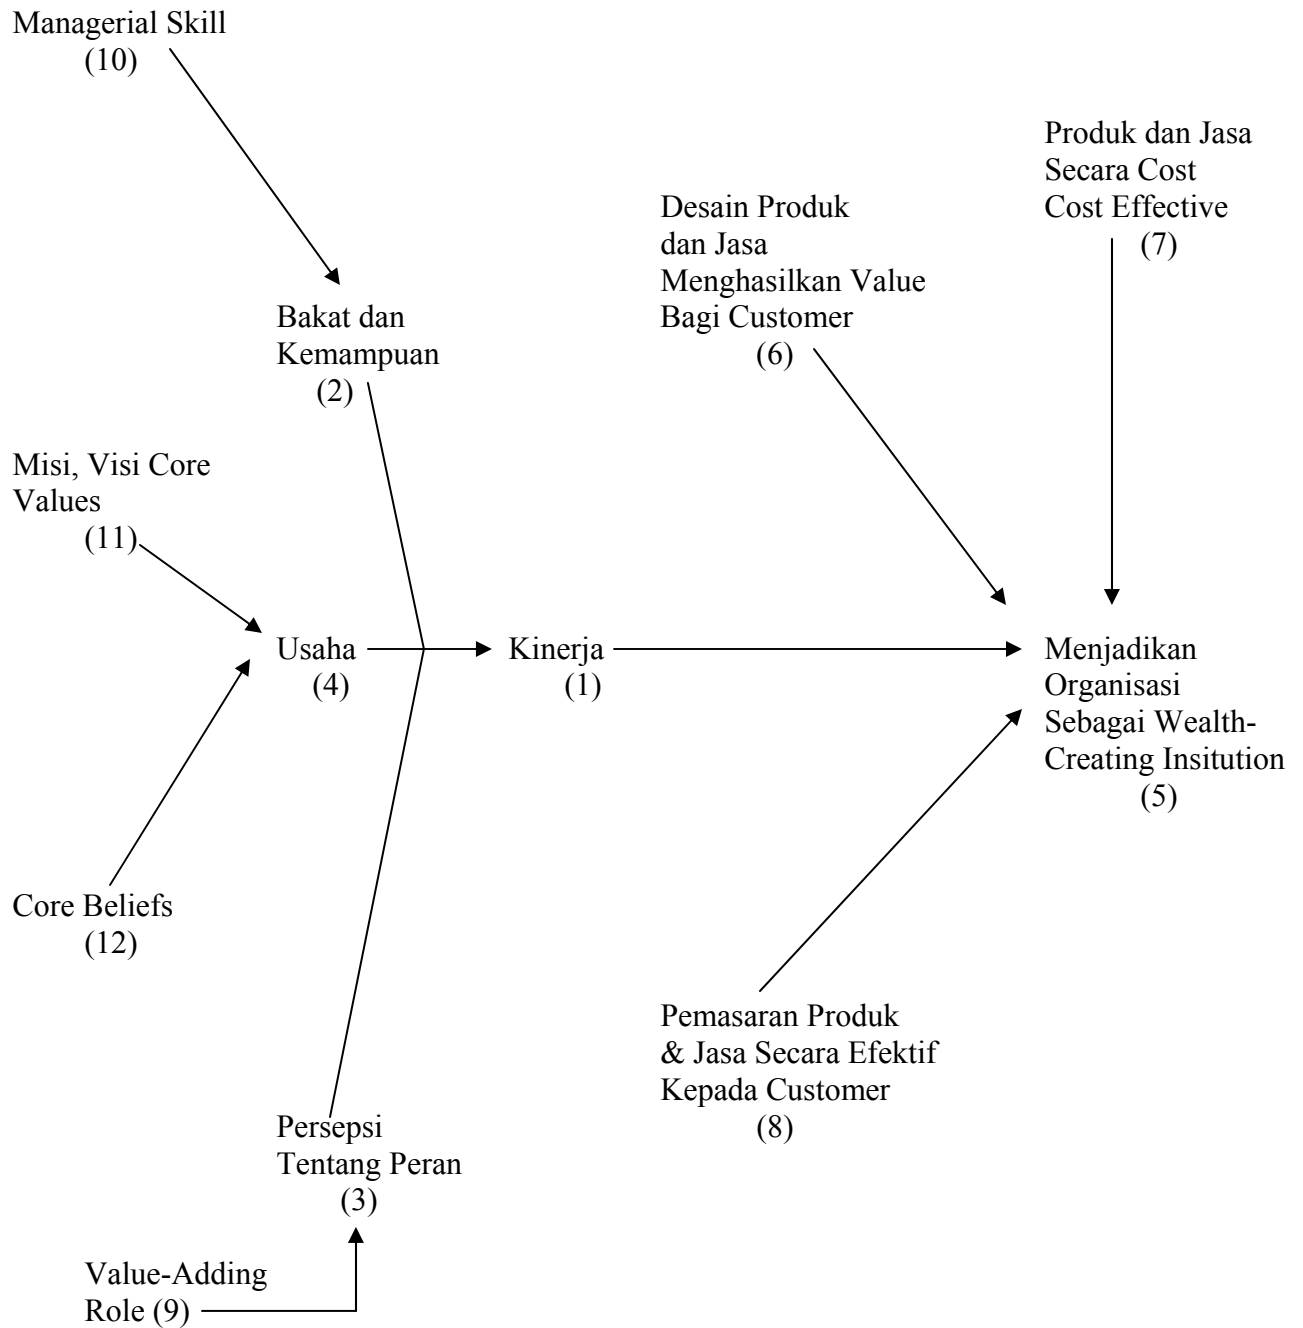 Managerial Skill
(10)
Produk dan Jasa
Secara Cost
Cost Effective
(7)
Desain Produk
dan Jasa
Menghasilkan Value
Bagi Customer
(6)
Bakat dan
Kemampuan
(2)
Misi, Visi Core
Values
(11)
Usaha
(4)
Kinerja
(1)
Menjadikan
Organisasi
Sebagai Wealth-
Creating Insitution
(5)
Core Beliefs
(12)
Pemasaran Produk
& Jasa Secara Efektif
Kepada Customer
(8)
Persepsi
Tentang Peran
(3)
Value-Adding
Role (9)